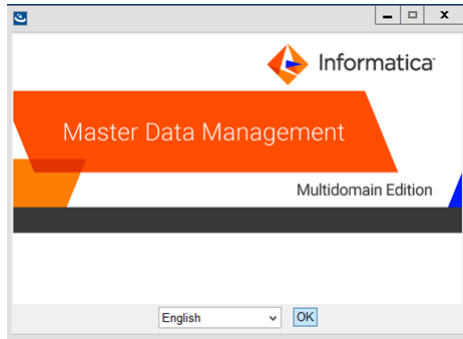 Informatica
Master Data Management
Multidomain Edition
English
OK